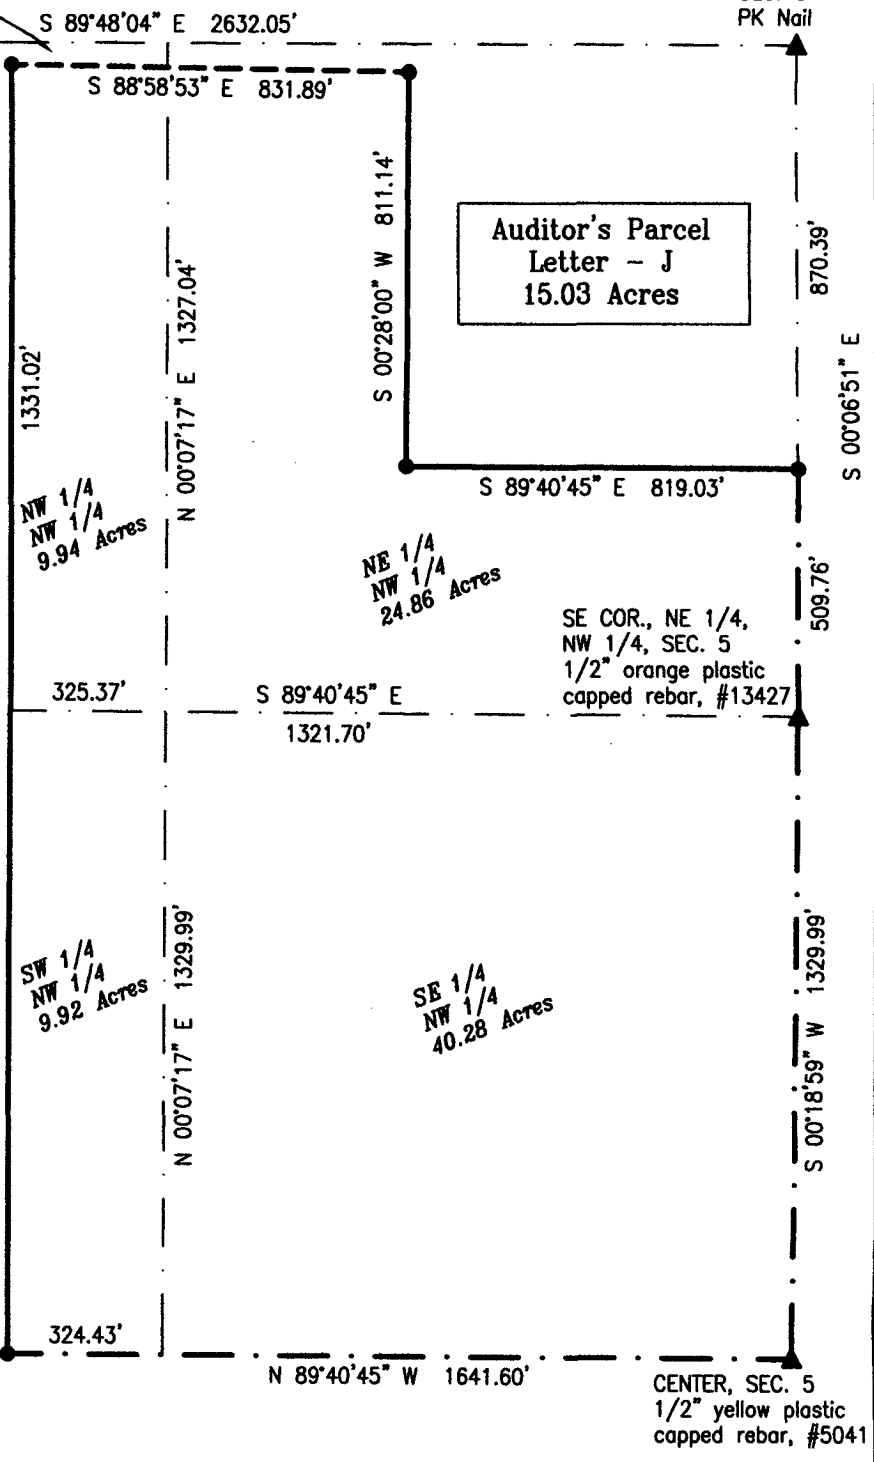 PK Nail
S 89°48'04" E 2632.05'
S 88°58'53" E 831.89'
S 00°28'00" W 811.14'
Auditor's Parcel
Letter - J
15.03 Acres
870.39'
S 00°06'51" E
N 00°07'17" E 1327.04'
1331.02'
S 89°40'45" E 819.03'
NW 1/4
NW 1/4
9.94 Acres
NE 1/4
NW 1/4
24.86 Acres
509.76'
SE COR., NE 1/4,
NW 1/4, SEC. 5
1/2" orange plastic
capped rebar, #13427
325.37'
S 89°40'45" E
1321.70'
N 00°07'17" E 1329.99'
S 00°18'59" W 1329.99'
SW 1/4
NW 1/4
9.92 Acres
SE 1/4
NW 1/4
40.28 Acres
324.43'
N 89°40'45" W 1641.60'
CENTER, SEC. 5
1/2" yellow plastic
capped rebar, #5041